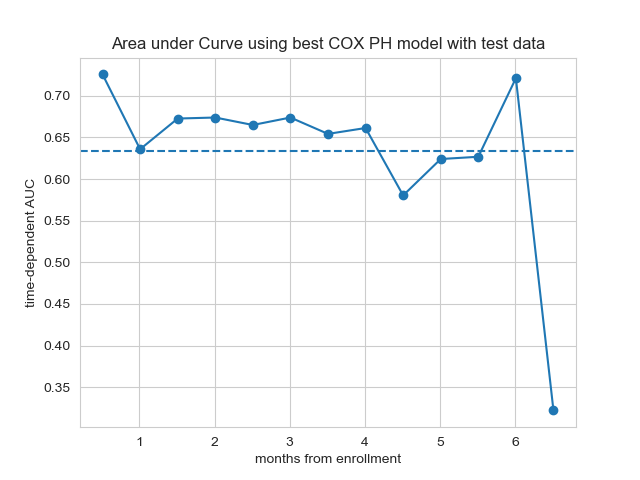 Area under Curve using best COX PH model with test data
time-dependent AUC
0.70
0.65
0.60
0.55
0.50
0.45
0.40
0.35
1 2 3 4 5 6
months from enrollment